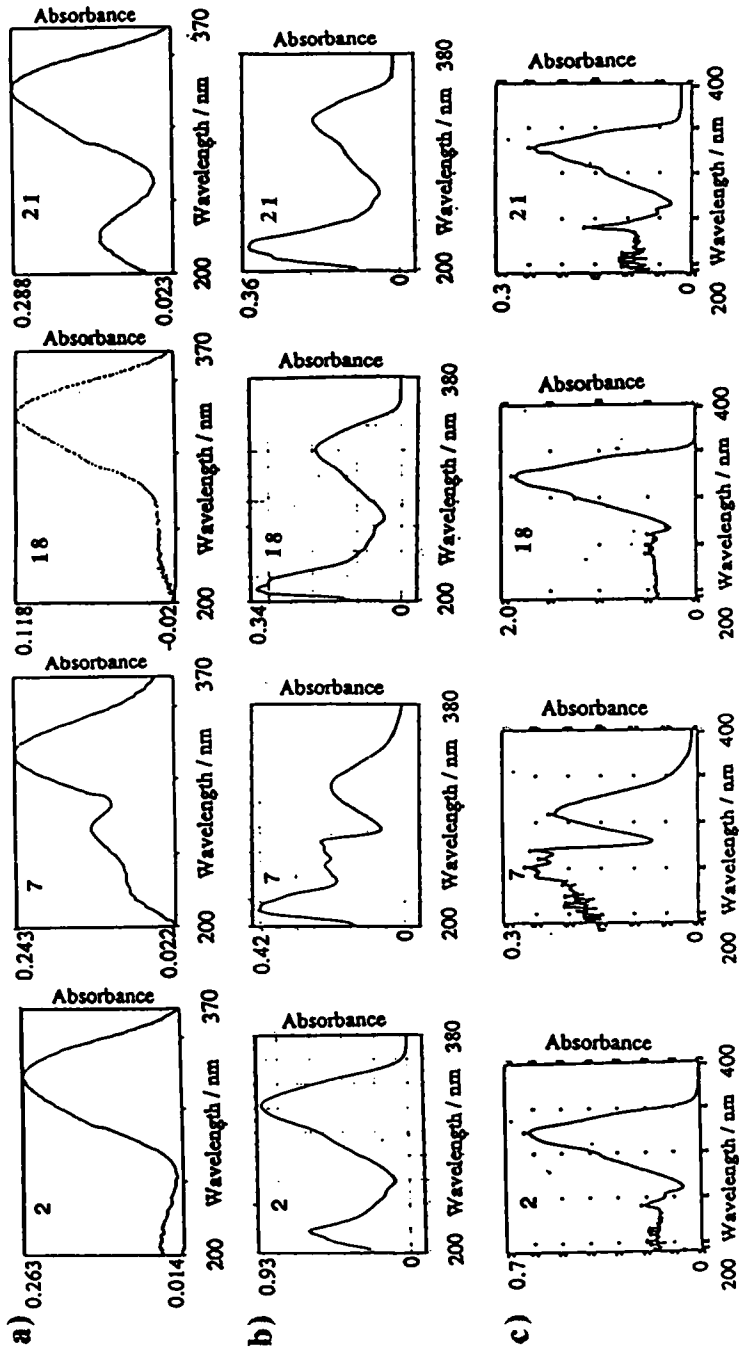 a)
0.263
2
Absorbance
0.014
200 Wavelength / nm 370
0.243
7
Absorbance
0.022
200 Wavelength / nm 370
0.118
18
Absorbance
-0.02
200 Wavelength / nm 370
0.288
21
Absorbance
0.023
200 Wavelength / nm 370
b)
0.93
2
Absorbance
0
200 Wavelength / nm 380
0.42
7
Absorbance
0
200 Wavelength / nm 380
0.34
18
Absorbance
0
200 Wavelength / nm 380
0.36
21
Absorbance
0
200 Wavelength / nm 380
c)
0.7
2
Absorbance
0
200 Wavelength / nm 400
0.3
7
Absorbance
0
200 Wavelength / nm 400
2.0
18
Absorbance
0
200 Wavelength / nm 400
0.3
21
Absorbance
0
200 Wavelength / nm 400